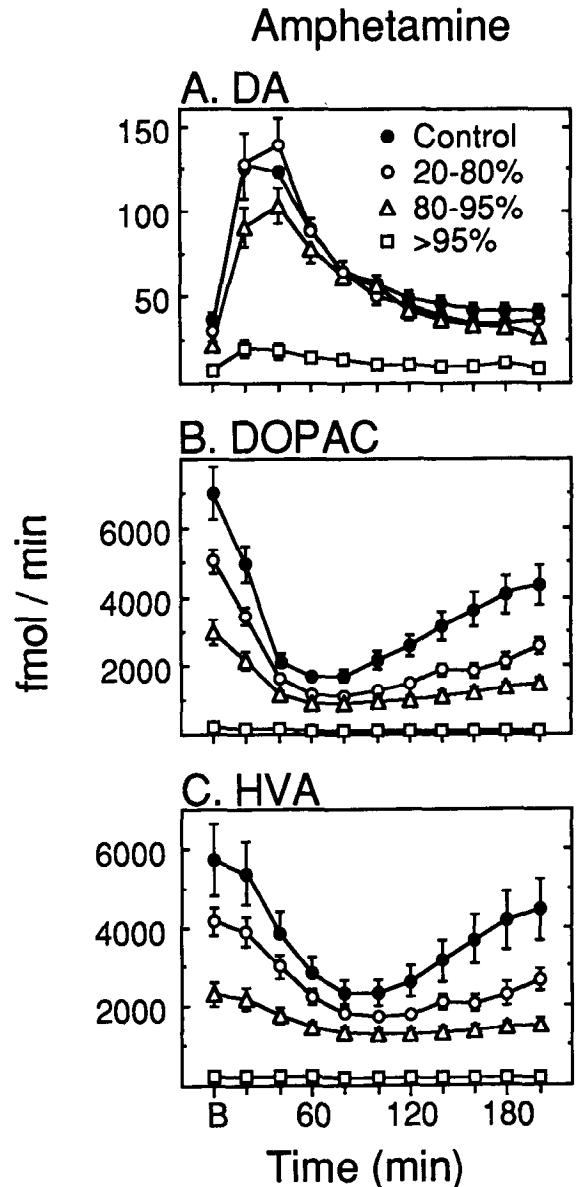 Amphetamine
A. DA
150
100
50
Control
20-80%
80-95%
>95%
B. DOPAC
6000
4000
2000
C. HVA
6000
4000
2000
B 60 120 180
Time (min)
fmol / min